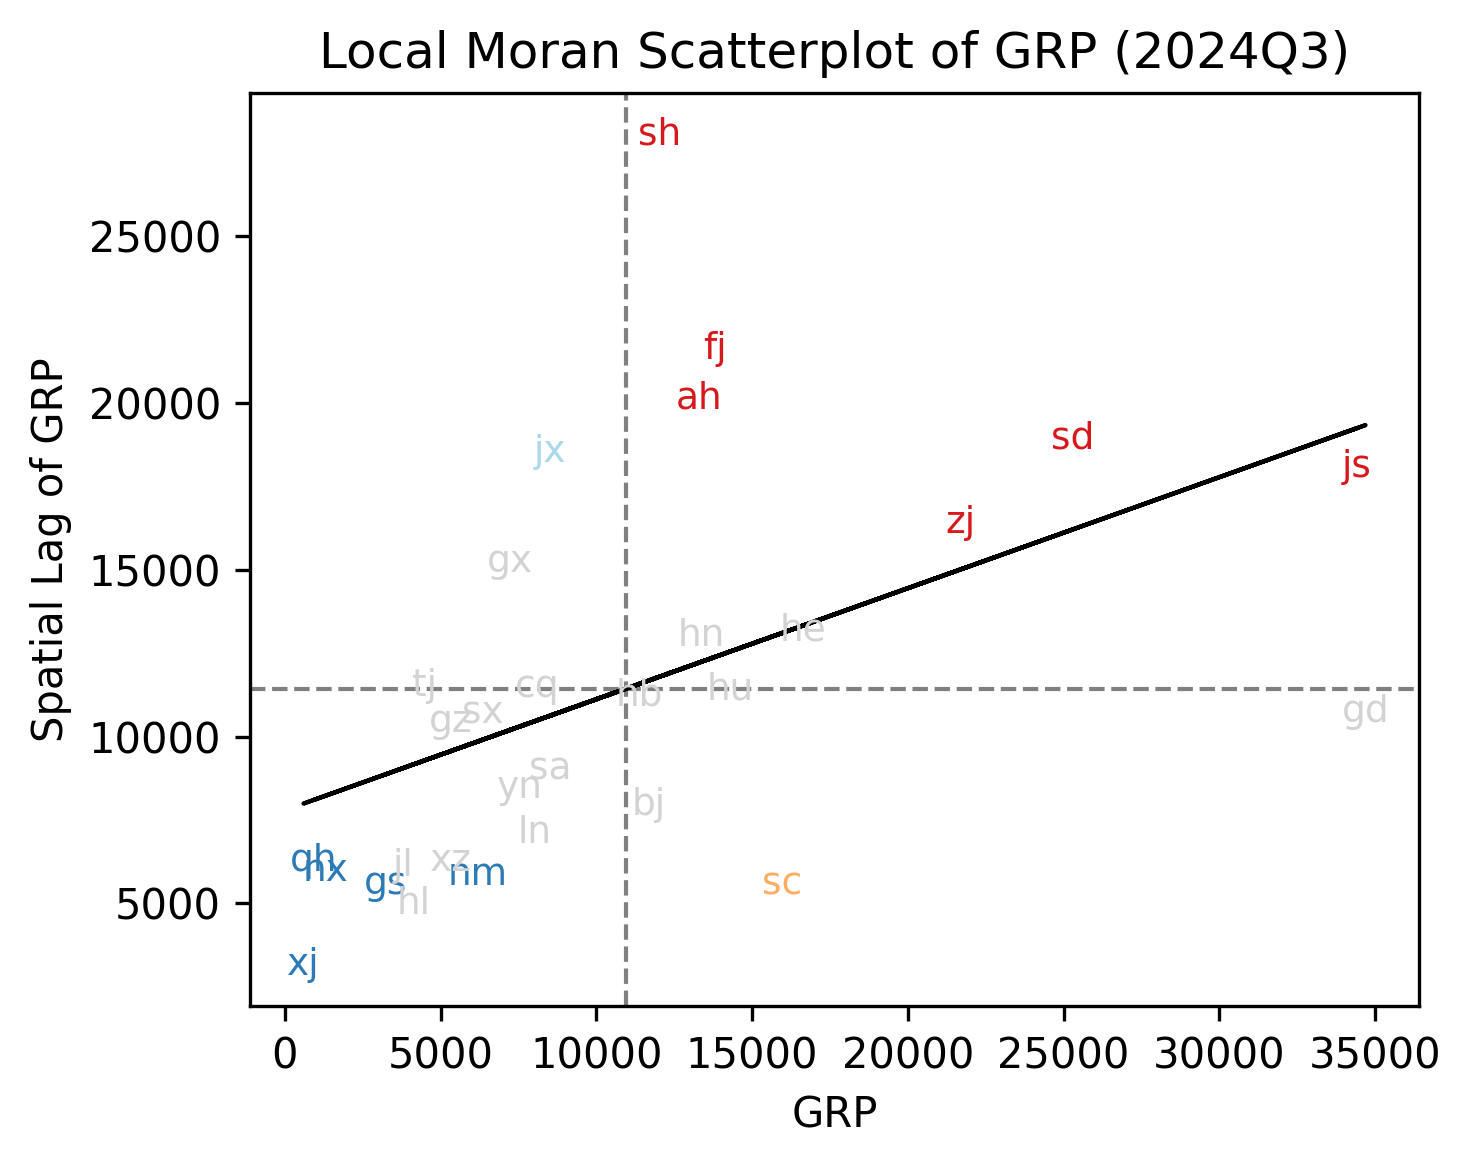 Local Moran Scatterplot of GRP (2024Q3)
Spatial Lag of GRP
25000
20000
15000
10000
5000
sh
fj
ah
sd
jx
js
zj
gx
hn
he
tj
cq
hb
hu
sx
gz
gd
sa
yn
bj
ln
qh
nx
jl
xz
gs
nm
sc
hl
xj
0 5000 10000 15000 20000 25000 30000 35000
GRP